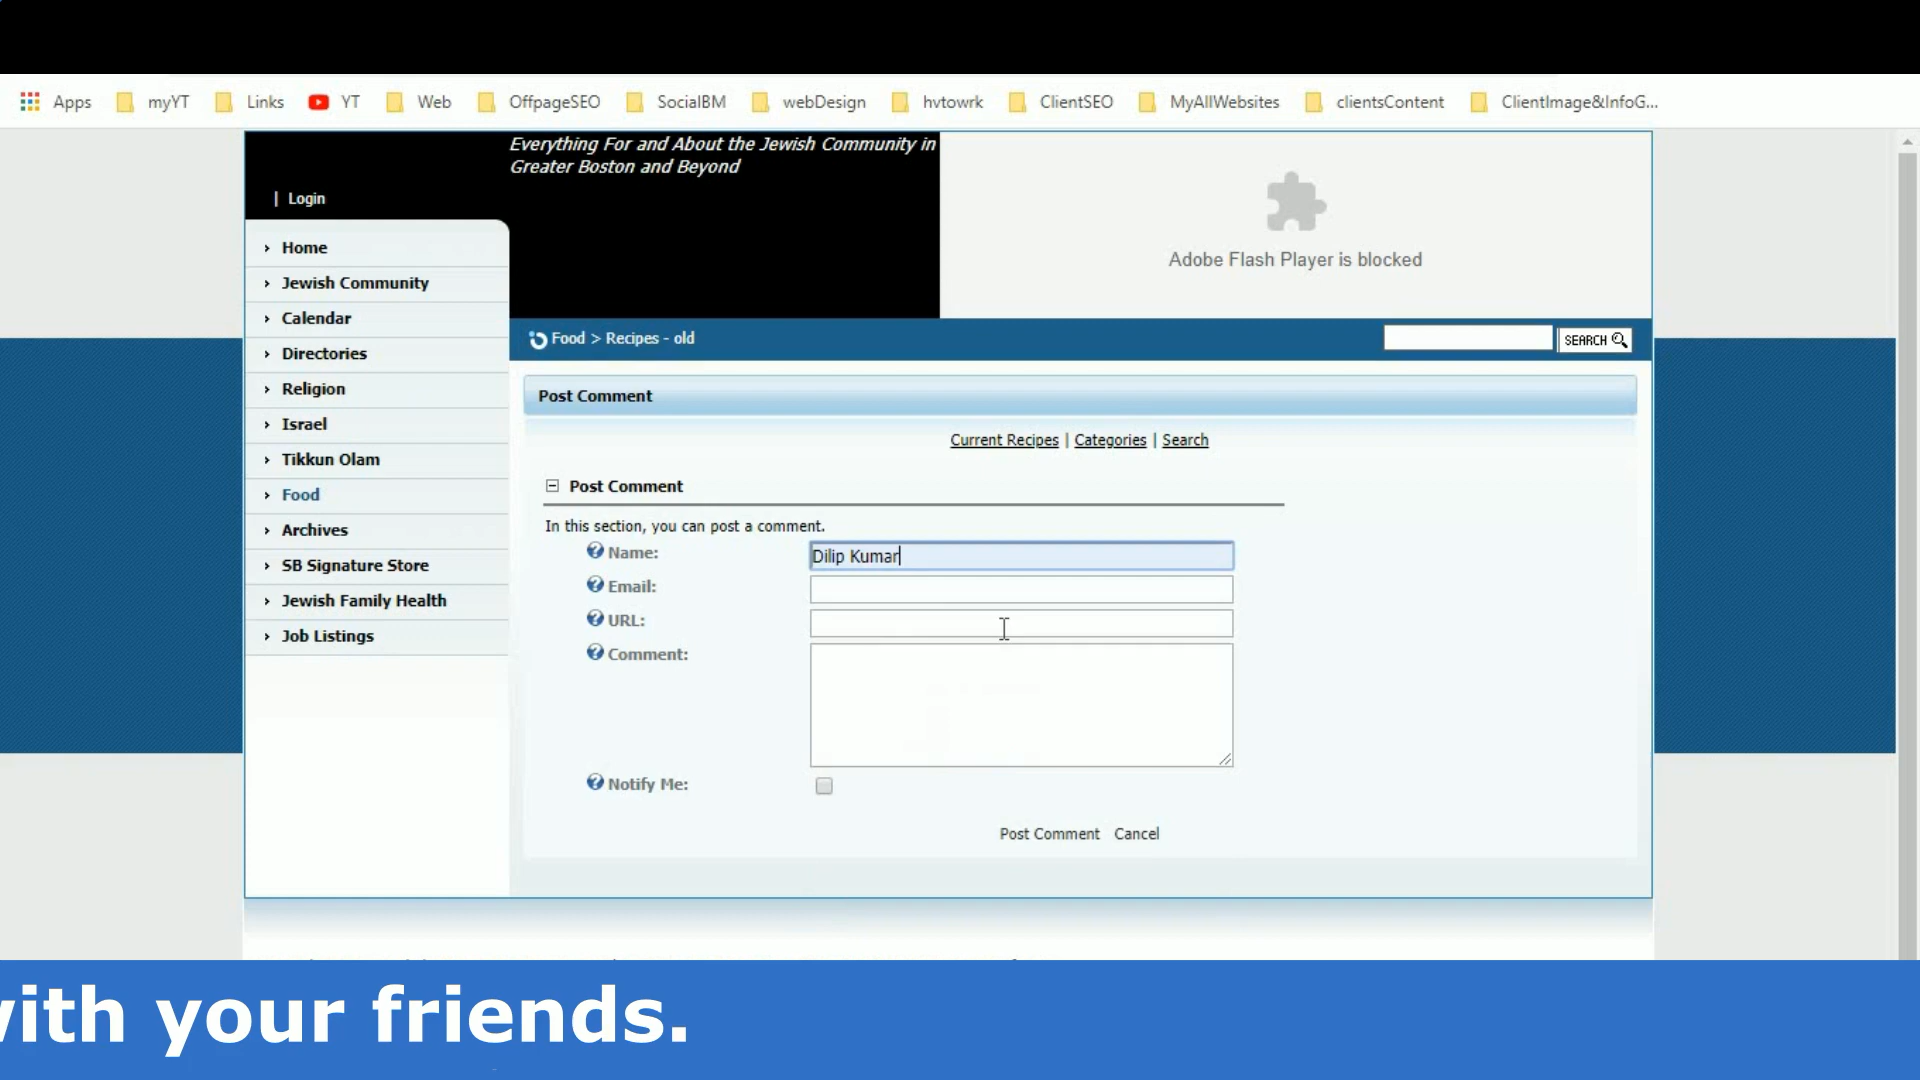 Apps myYT Links YT Web OffpageSEO SocialBM webDesign hvtowrk ClientSEO MyAllWebsites clientsContent ClientImage&InfoG...
Everything For and About the Jewish Community in
Greater Boston and Beyond
| Login
Adobe Flash Player is blocked
Home
Jewish Community
Calendar
Directories
Religion
Israel
Tikkun Olam
Food
Archives
SB Signature Store
Jewish Family Health
Job Listings
Food > Recipes - old
SEARCH
Post Comment
Current Recipes | Categories | Search
Post Comment
In this section, you can post a comment.
Name: Dilip Kumar
Email:
URL:
Comment:
Notify Me:
Post Comment Cancel
with your friends.